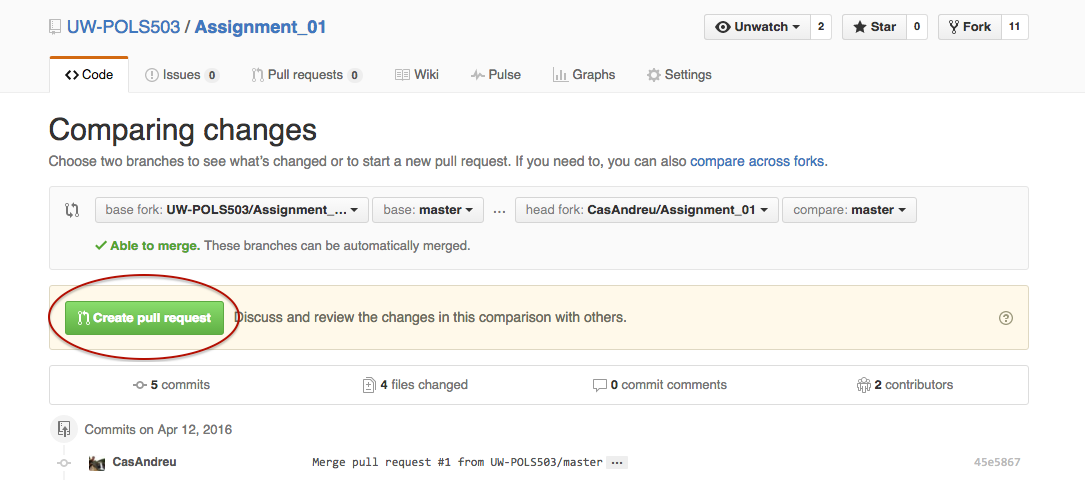 UW-POLS503 / Assignment_01
Unwatch 2 Star 0 Fork 11
Code Issues 0 Pull requests 0 Wiki Pulse Graphs Settings
Comparing changes
Choose two branches to see what's changed or to start a new pull request. If you need to, you can also compare across forks.
base fork: UW-POLS503/Assignment_... base: master ... head fork: CasAndreu/Assignment_01 compare: master
Able to merge. These branches can be automatically merged.
Create pull request Discuss and review the changes in this comparison with others.
5 commits 4 files changed 0 commit comments 2 contributors
Commits on Apr 12, 2016
CasAndreu Merge pull request #1 from UW-POLS503/master ... 45e5867